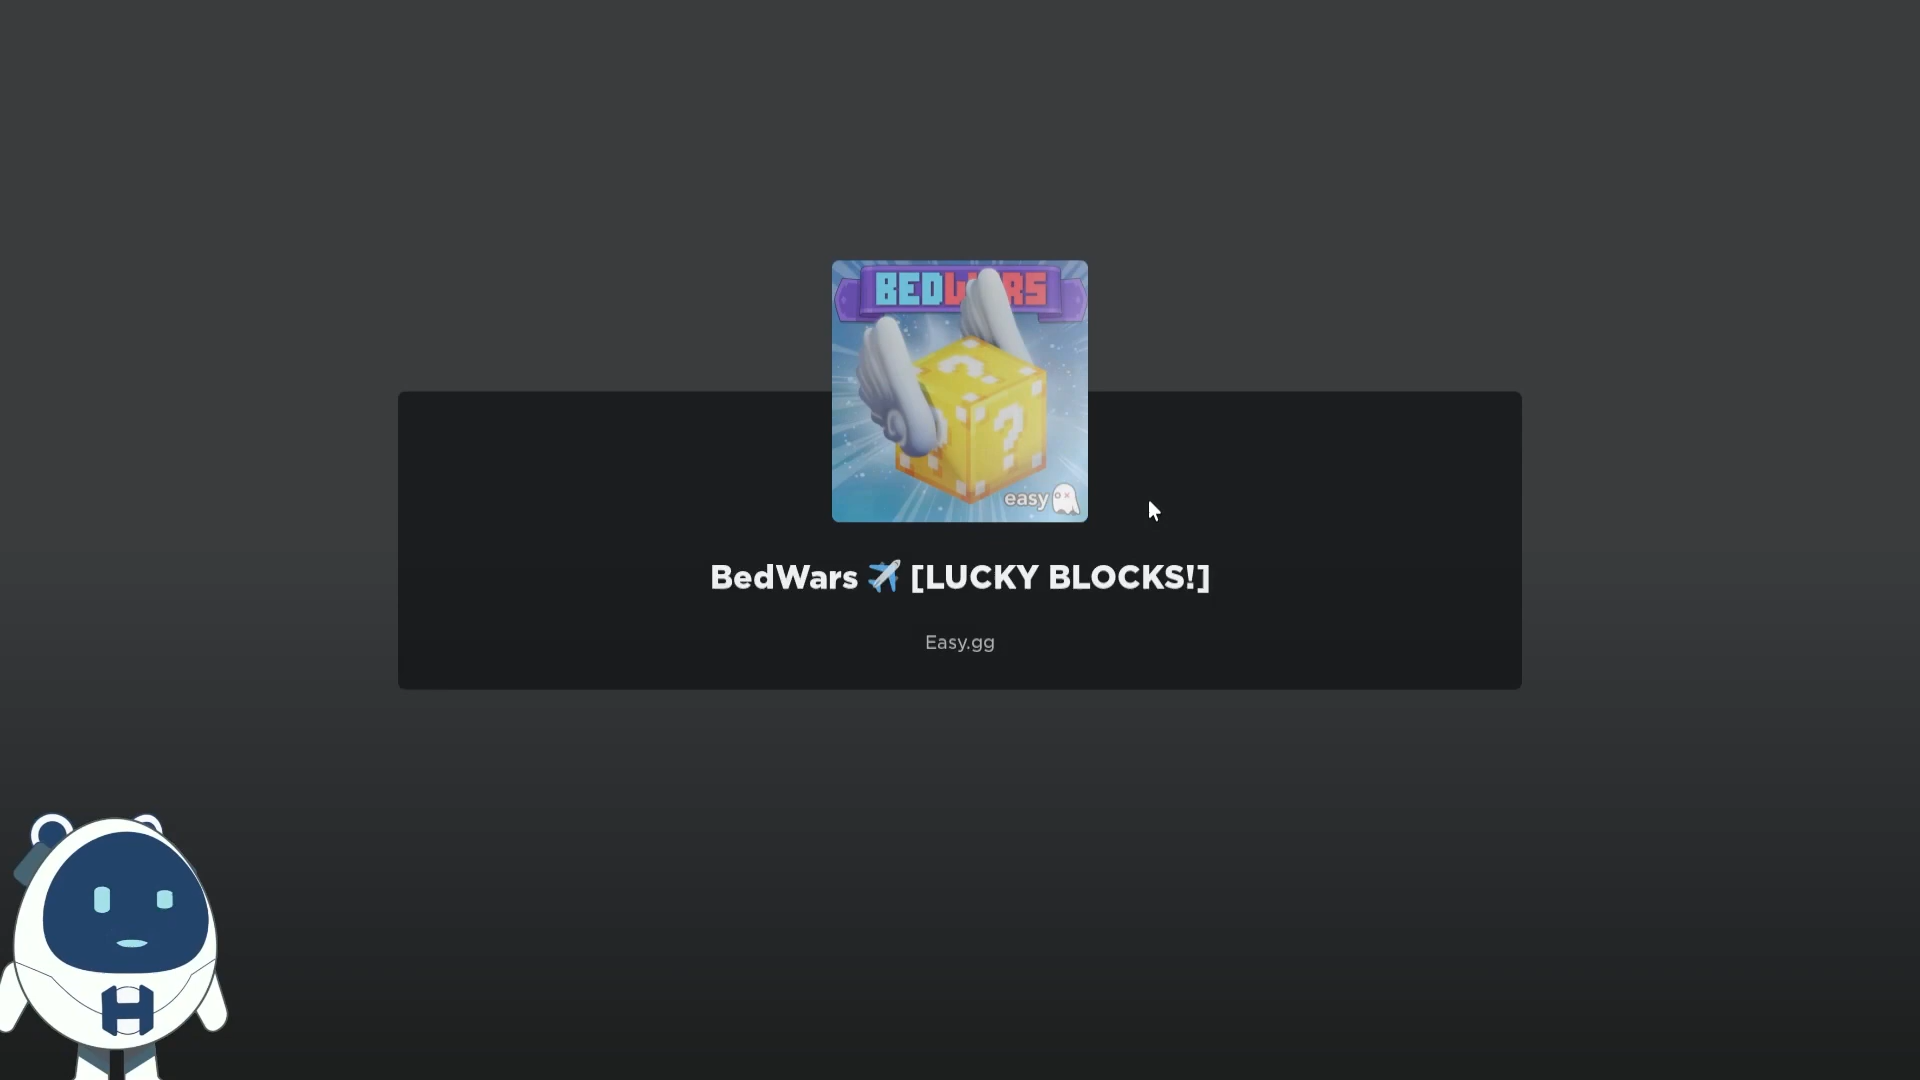 BEDWARS
?
easy
BedWars ✈️ [LUCKY BLOCKS!]
Easy.gg
H